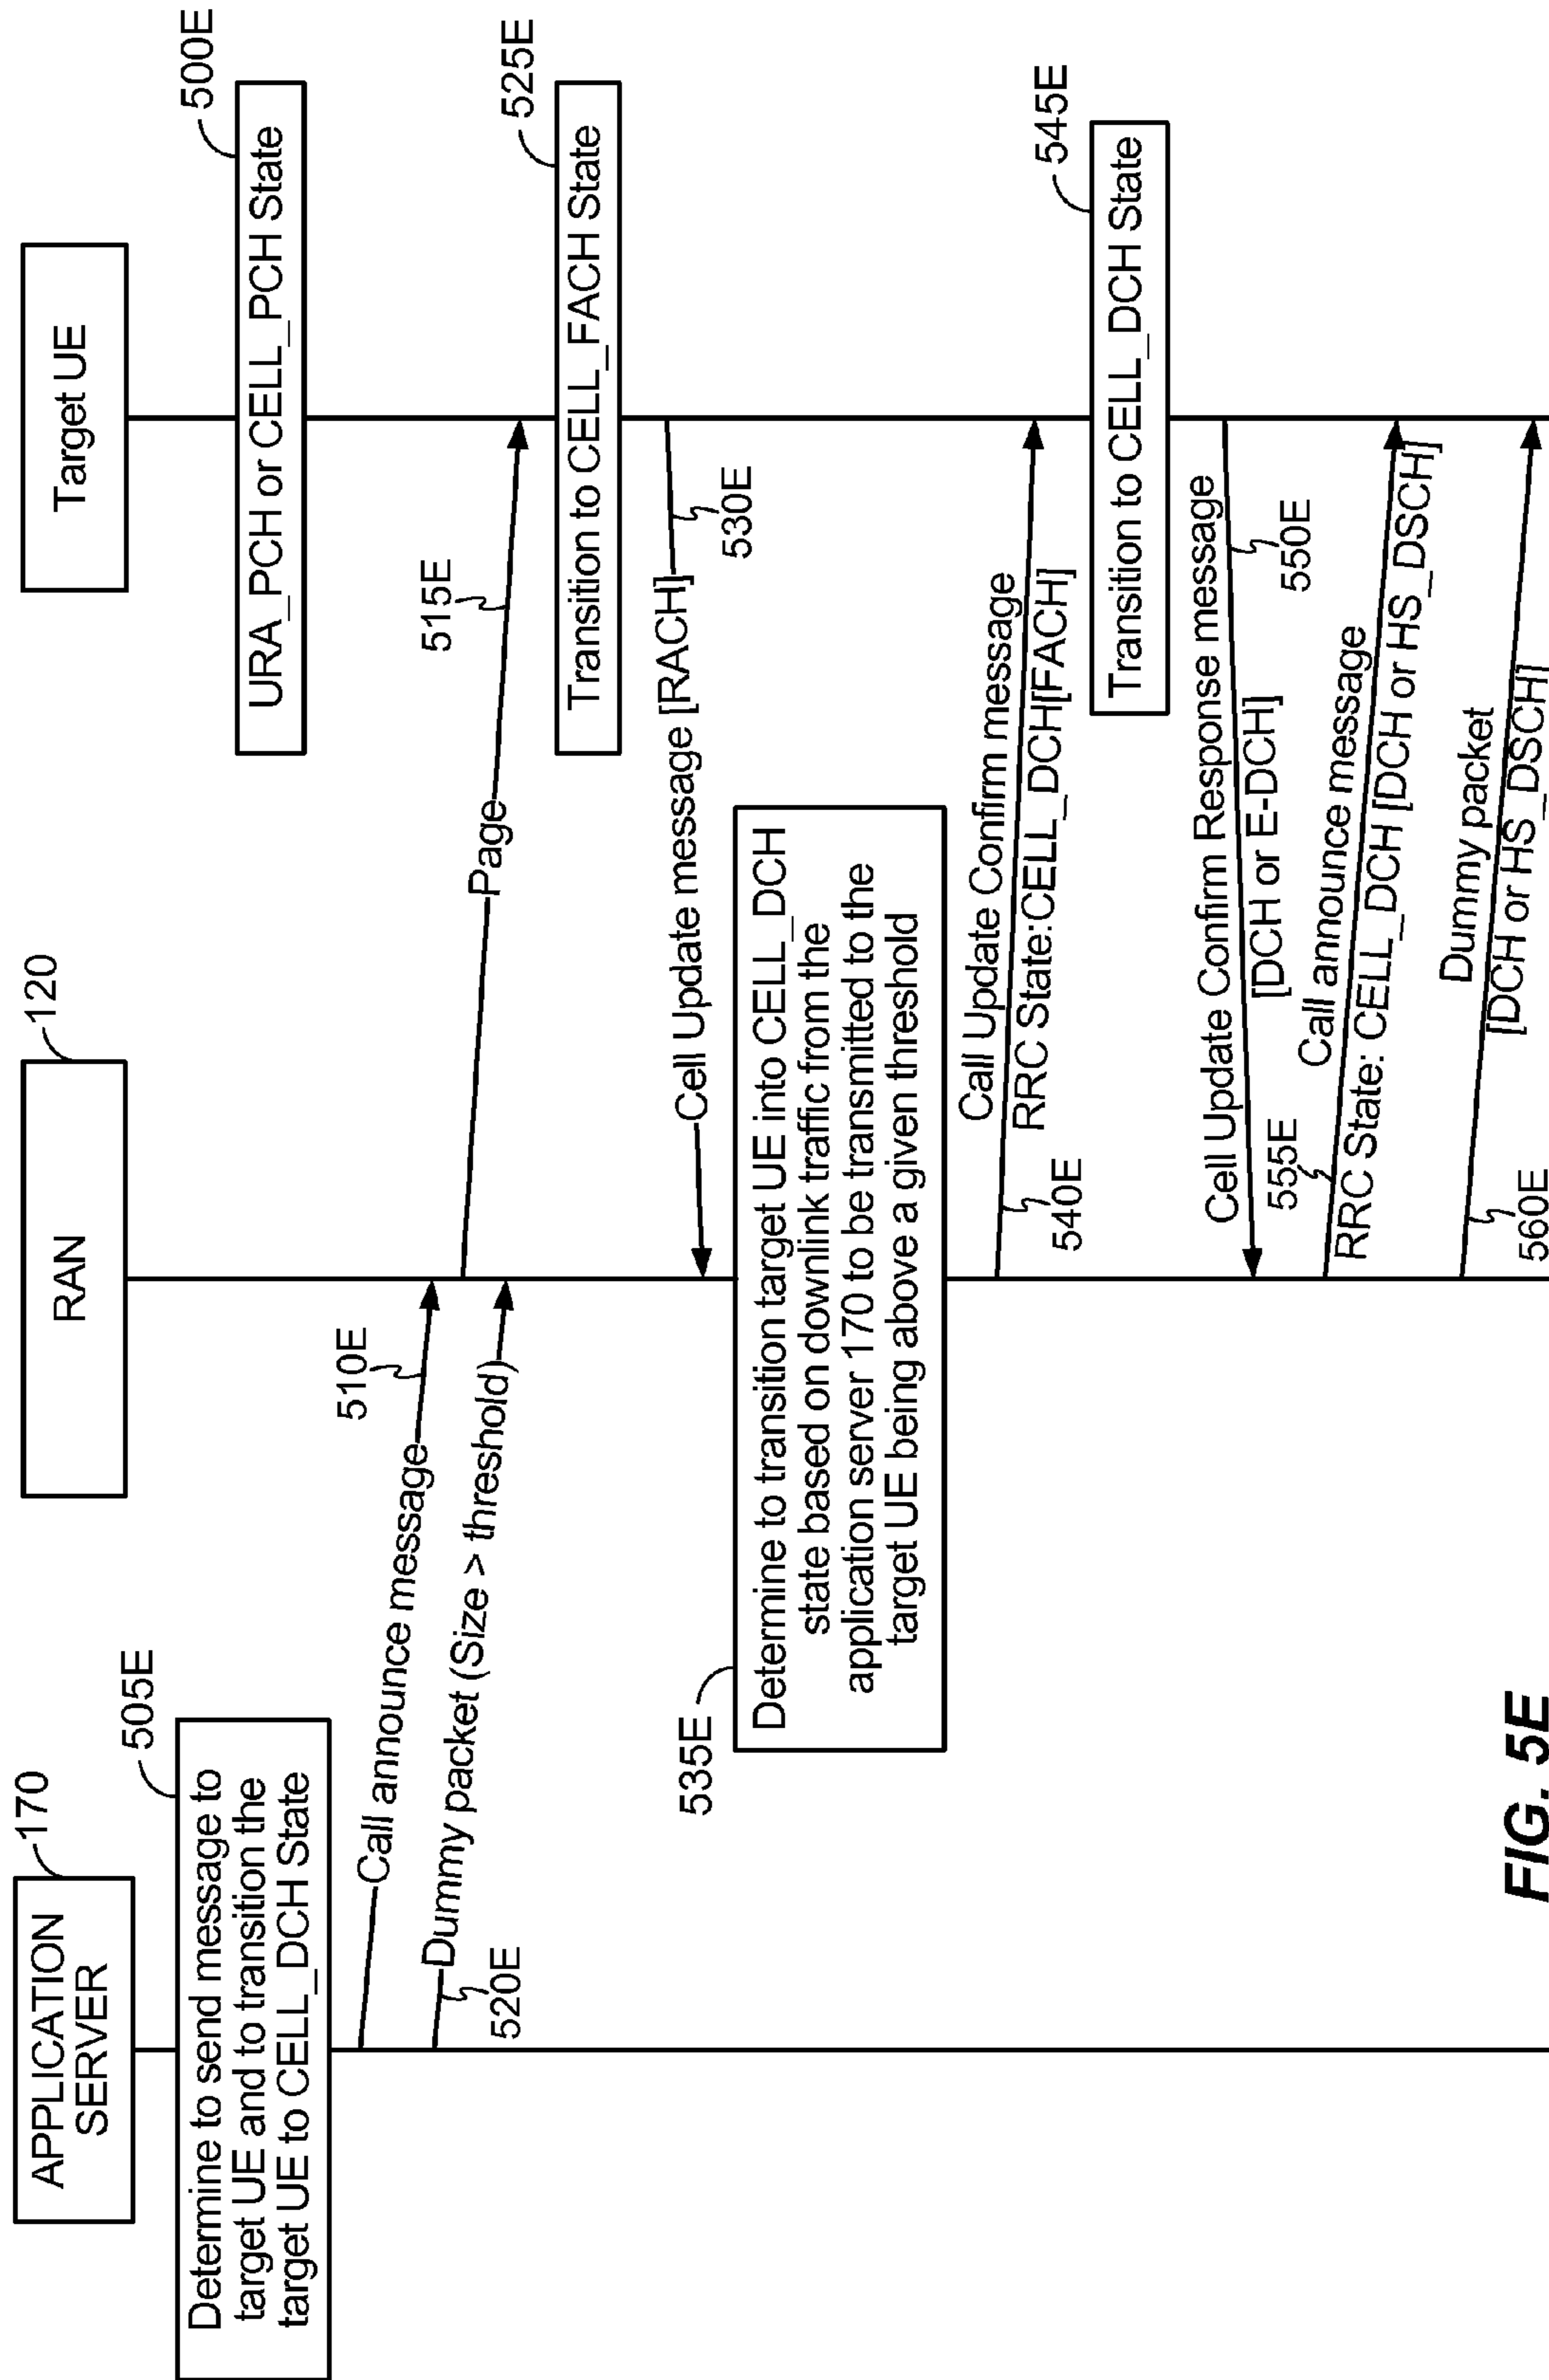 APPLICATION
SERVER
170
RAN
120
Target UE
URA_PCH or CELL_PCH State
500E
505E
Determine to send message to
target UE and to transition the
target UE to CELL_DCH State
Call announce message
510E
Page
515E
Dummy packet (Size > threshold)
520E
525E
Transition to CELL_FACH State
Cell Update message [RACH]
530E
535E
Determine to transition target UE into CELL_DCH
state based on downlink traffic from the
application server 170 to be transmitted to the
target UE being above a given threshold
Call Update Confirm message
RRC State:CELL_DCH[FACH]
540E
545E
Transition to CELL_DCH State
Cell Update Confirm Response message
[DCH or E-DCH]
550E
Call announce message
RRC State: CELL_DCH [DCH or HS_DSCH]
555E
Dummy packet
[DCH or HS_DSCH]
560E
FIG. 5E